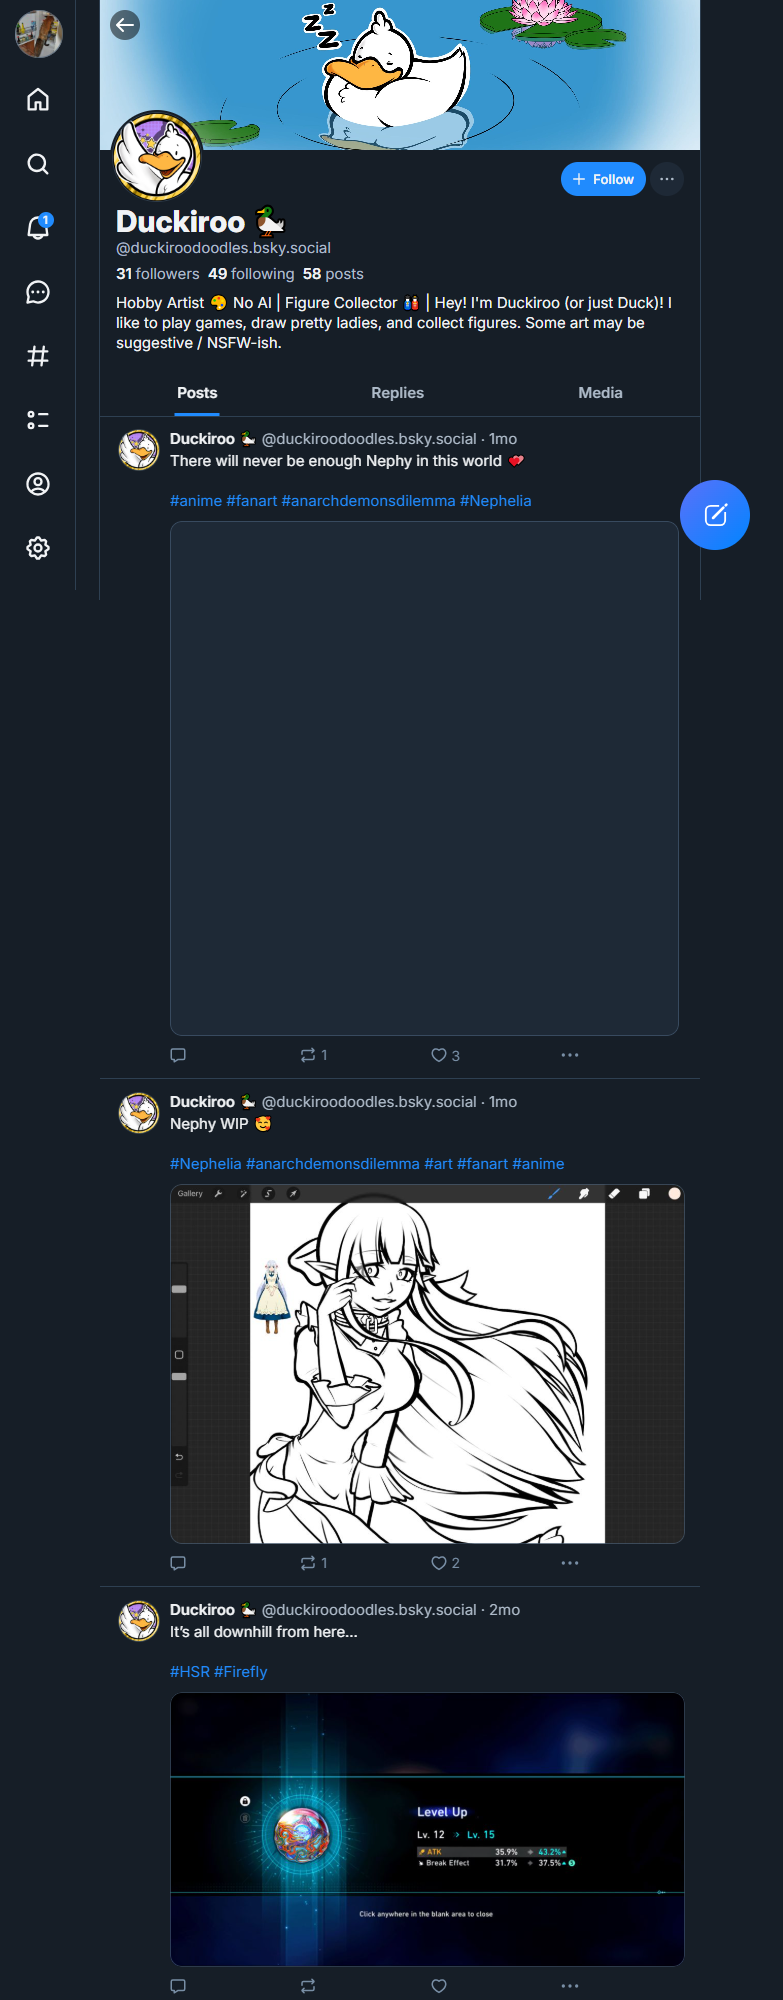 z
z
z
z
z
Duckiroo 🦆
@duckiroodoodles.bsky.social
31 followers 49 following 58 posts
+ Follow
Hobby Artist 🎨 No AI | Figure Collector 🎎 | Hey! I'm Duckiroo (or just Duck)! I
like to play games, draw pretty ladies, and collect figures. Some art may be
suggestive / NSFW-ish.
1
Posts Replies Media
Duckiroo 🦆 @duckiroodoodles.bsky.social · 1mo
There will never be enough Nephy in this world 💕
#anime #fanart #anarchdemonsdilemma #Nephelia
1 3
Duckiroo 🦆 @duckiroodoodles.bsky.social · 1mo
Nephy WIP 🥰
#Nephelia #anarchdemonsdilemma #art #fanart #anime
Gallery
1 2
Duckiroo 🦆 @duckiroodoodles.bsky.social · 2mo
It's all downhill from here...
#HSR #Firefly
Level Up
Lv. 12 > Lv. 15
ATK 35.9% 43.2%
Break Effect 31.7% 37.5%
Click anywhere in the blank area to close